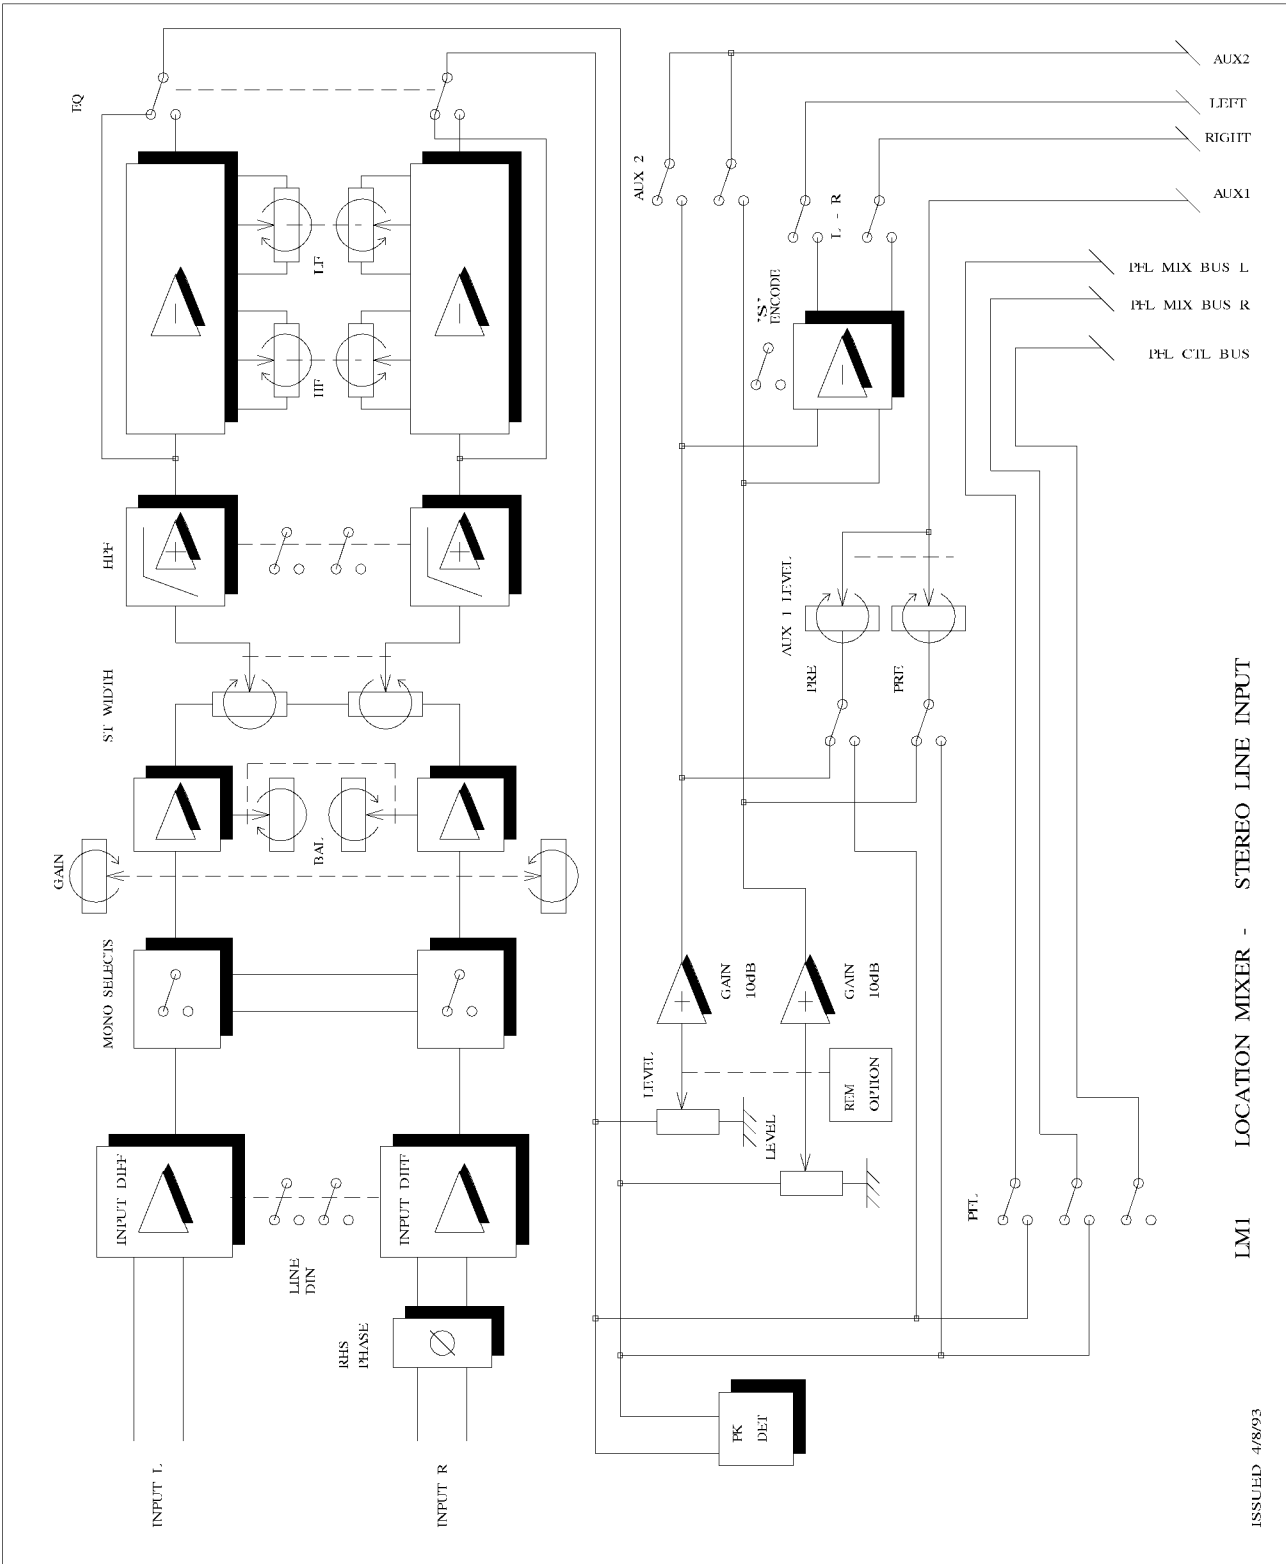 INPUT L
INPUT R
RHS
PHASE
INPUT DIFF
INPUT DIFF
LINE
DIN
MONO SELECTS
GAIN
BAL
ST WIDTH
HPF
HF
LF
EQ
PK
DET
LEVEL
LEVEL
REM
OPTION
GAIN
10dB
GAIN
10dB
PRE
PRE
AUX 1 LEVEL
"S"
ENCODE
L - R
AUX 2
PFL
AUX2
LEFT
RIGHT
AUX1
PFL MIX BUS L
PFL MIX BUS R
PFL CTL BUS
LM1 LOCATION MIXER - STEREO LINE INPUT
ISSUED 4/8/93